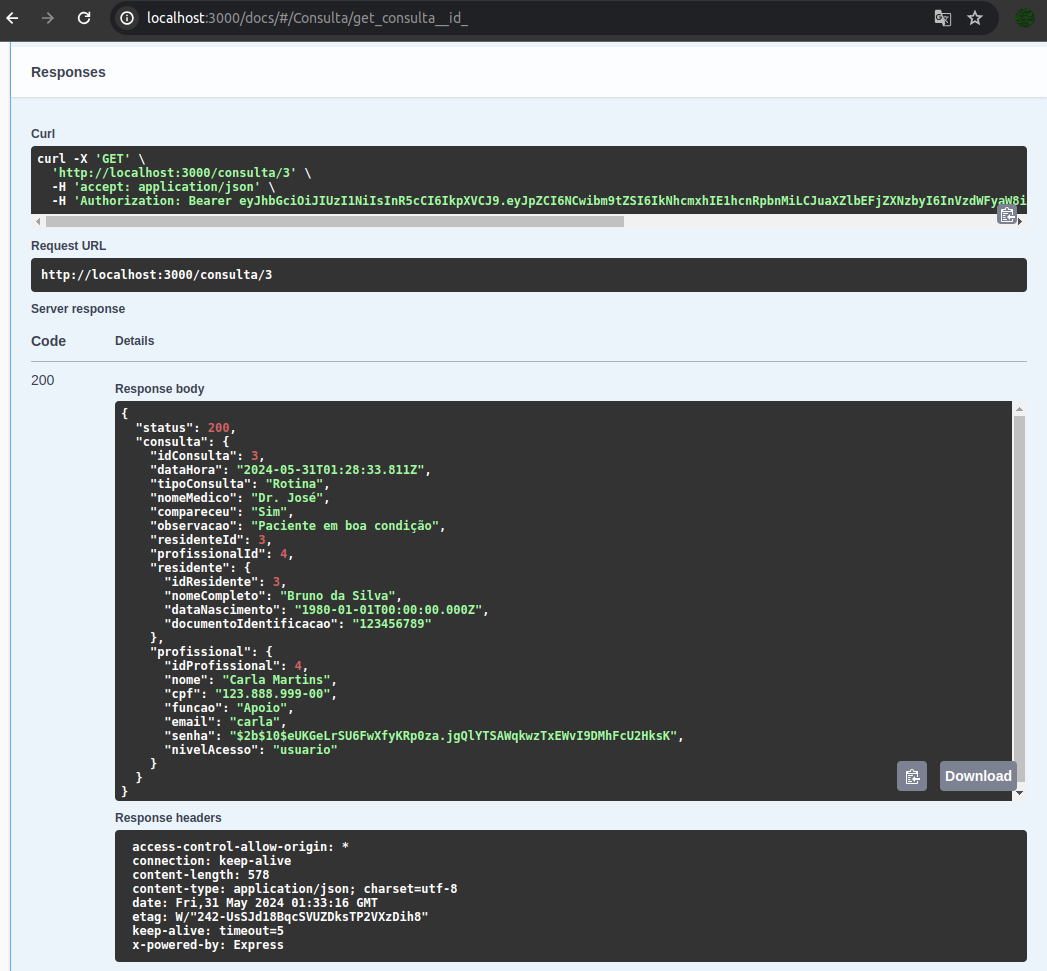 localhost:3000/docs/#/Consulta/get_consulta__id_
Responses
Curl
curl -X 'GET' \
'http://localhost:3000/consulta/3' \
-H 'accept: application/json' \
-H 'Authorization: Bearer eyJhbGciOiJIUzI1NiIsInR5cCI6IkpXVCJ9.eyJpZCI6NCwibm9tZSI6IkNhcmxhIE1hcnRpbnMiLCJuaXZlbEFjZXNzbyI6InVzdWFyaW8i
Request URL
http://localhost:3000/consulta/3
Server response
Code Details
200
Response body
{
"status": 200,
"consulta": {
"idConsulta": 3,
"dataHora": "2024-05-31T01:28:33.811Z",
"tipoConsulta": "Rotina",
"nomeMedico": "Dr. José",
"compareceu": "Sim",
"observacao": "Paciente em boa condição",
"residenteId": 3,
"profissionalId": 4,
"residente": {
"idResidente": 3,
"nomeCompleto": "Bruno da Silva",
"dataNascimento": "1980-01-01T00:00:00.000Z",
"documentoIdentificacao": "123456789"
},
"profissional": {
"idProfissional": 4,
"nome": "Carla Martins",
"cpf": "123.888.999-00",
"funcao": "Apoio",
"email": "carla",
"senha": "$2b$10$eUKGeLrSU6FwXfyKRp0za.jgQlYTSAWqkwzTxEWvI9DMhFcU2HksK",
"nivelAcesso": "usuario"
}
}
}
Download
Response headers
access-control-allow-origin: *
connection: keep-alive
content-length: 578
content-type: application/json; charset=utf-8
date: Fri,31 May 2024 01:33:16 GMT
etag: W/"242-UsSJd18BqcSVUZDksTP2VXzDih8"
keep-alive: timeout=5
x-powered-by: Express